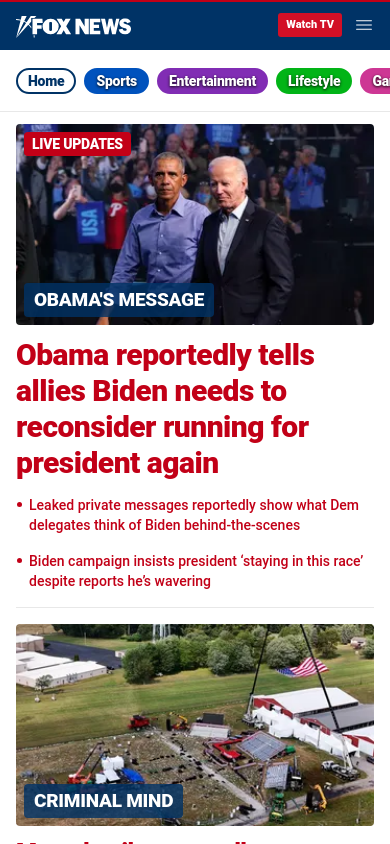 FOX NEWS
Watch TV
Home
Sports
Entertainment
Lifestyle
LIVE UPDATES
USA
OBAMA'S MESSAGE
Obama reportedly tells
allies Biden needs to
reconsider running for
president again
• Leaked private messages reportedly show what Dem
delegates think of Biden behind-the-scenes
• Biden campaign insists president ‘staying in this race’
despite reports he’s wavering
CRIMINAL MIND